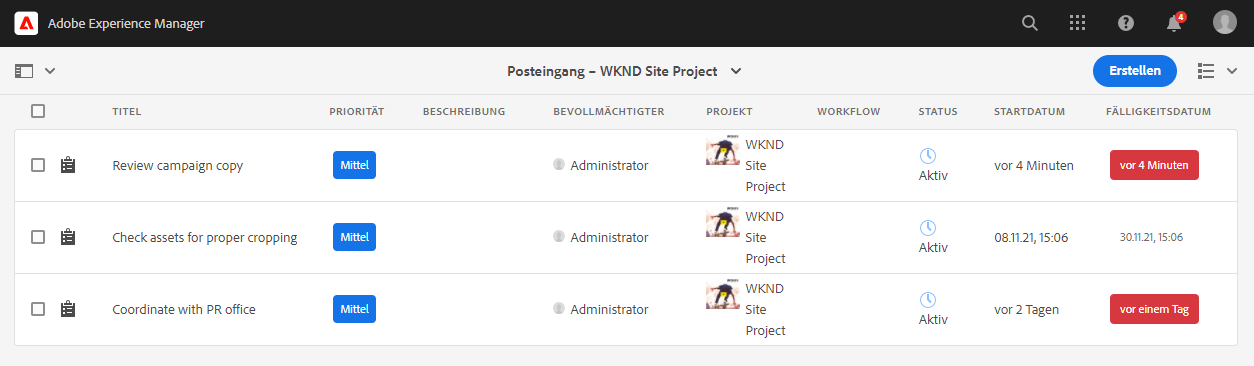 Adobe Experience Manager
4
Posteingang – WKND Site Project
Erstellen
TITEL PRIORITÄT BESCHREIBUNG BEVOLLMÄCHTIGTER PROJEKT WORKFLOW STATUS STARTDATUM FÄLLIGKEITSDATUM
Review campaign copy Mittel Administrator WKND Site Project Aktiv vor 4 Minuten vor 4 Minuten
Check assets for proper cropping Mittel Administrator WKND Site Project Aktiv 08.11.21, 15:06 30.11.21, 15:06
Coordinate with PR office Mittel Administrator WKND Site Project Aktiv vor 2 Tagen vor einem Tag